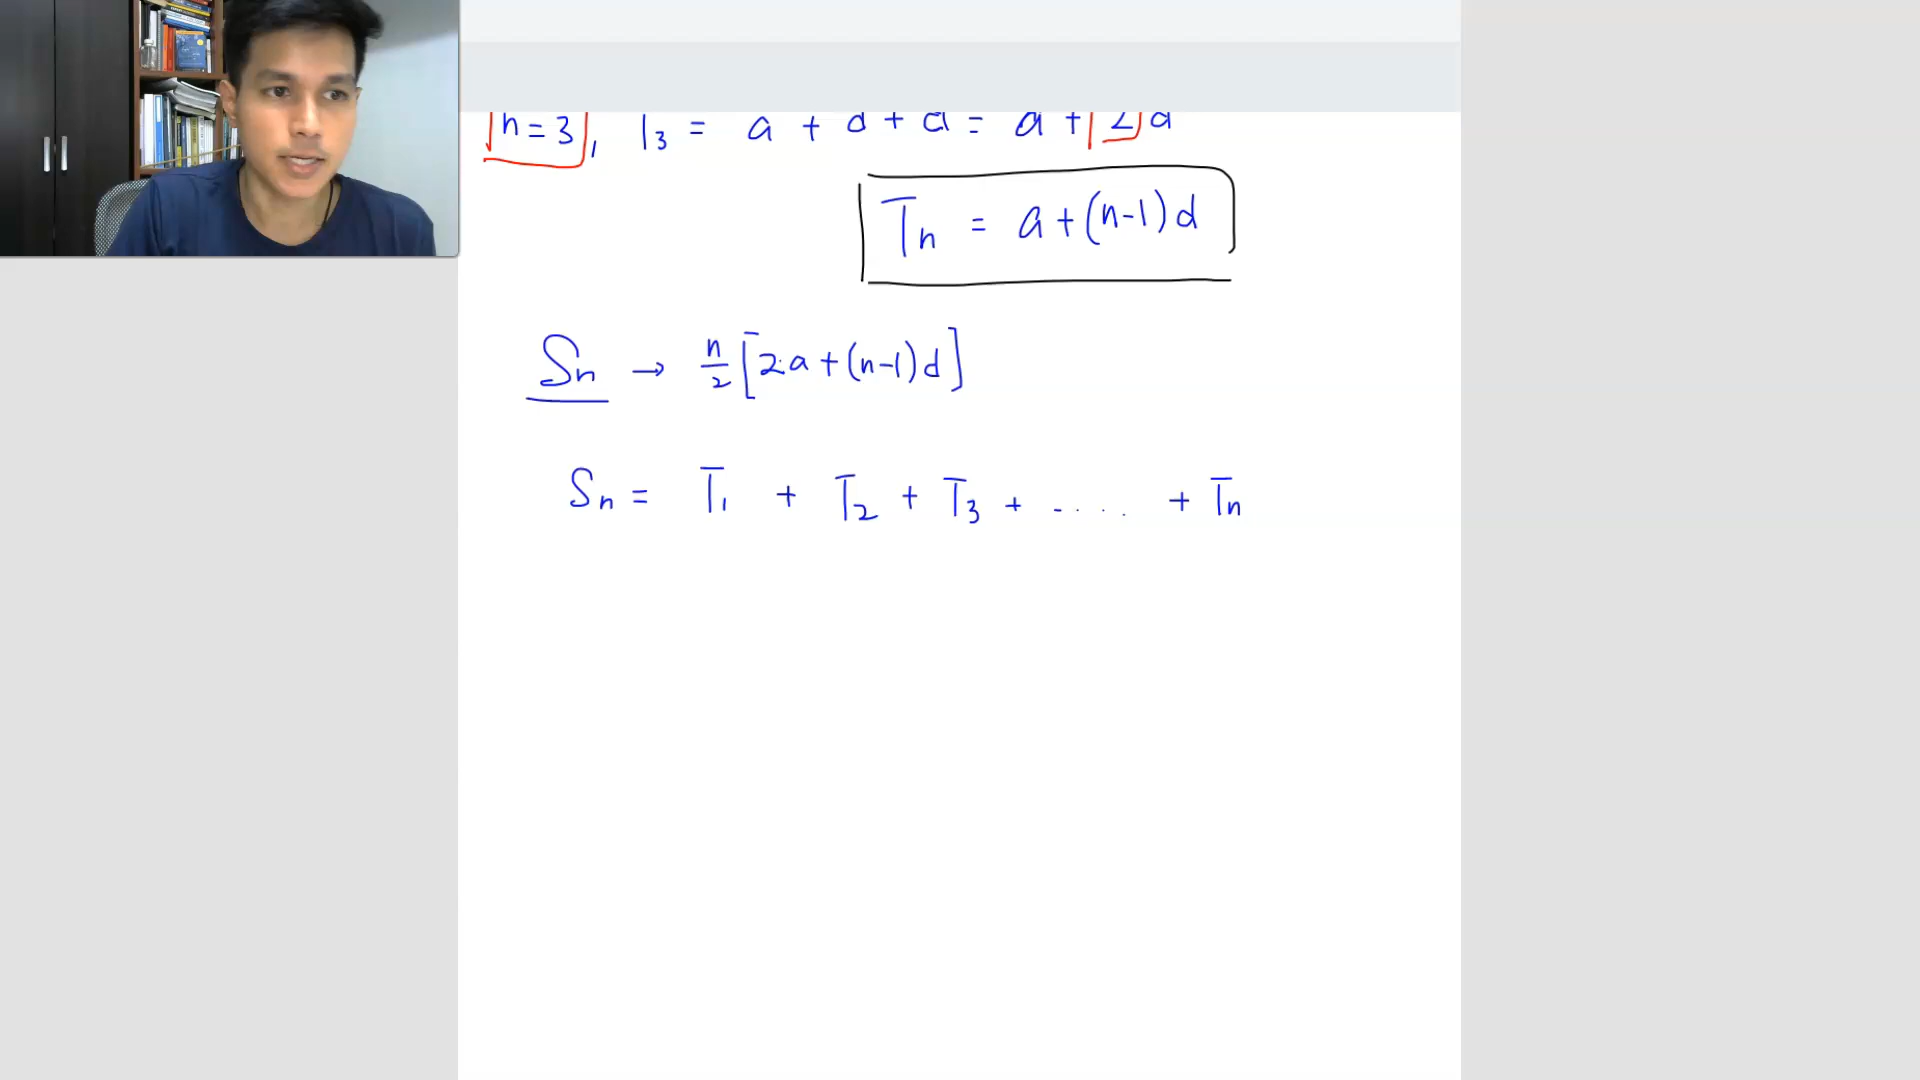 n=3, T3 = a + d + d = a + 2d
Tn = a+(n-1)d
Sn → n/2 [2a+(n-1)d]
Sn = T1 + T2 + T3 + ..... + Tn